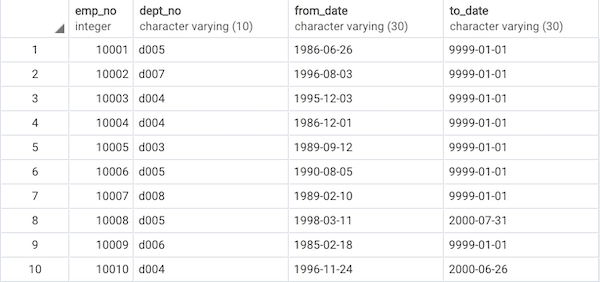 emp_no dept_no from_date to_date
integer character varying (10) character varying (30) character varying (30)
1 10001 d005 1986-06-26 9999-01-01
2 10002 d007 1996-08-03 9999-01-01
3 10003 d004 1995-12-03 9999-01-01
4 10004 d004 1986-12-01 9999-01-01
5 10005 d003 1989-09-12 9999-01-01
6 10006 d005 1990-08-05 9999-01-01
7 10007 d008 1989-02-10 9999-01-01
8 10008 d005 1998-03-11 2000-07-31
9 10009 d006 1985-02-18 9999-01-01
10 10010 d004 1996-11-24 2000-06-26